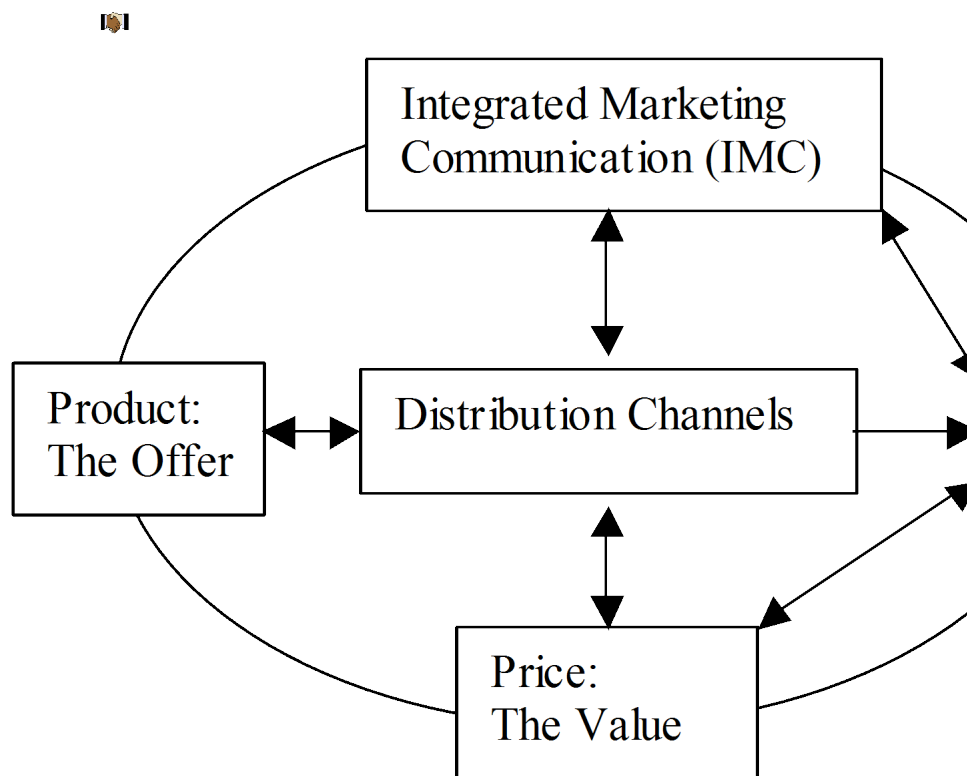 Integrated Marketing
Communication (IMC)
Product:
The Offer
Distribution Channels
Price:
The Value